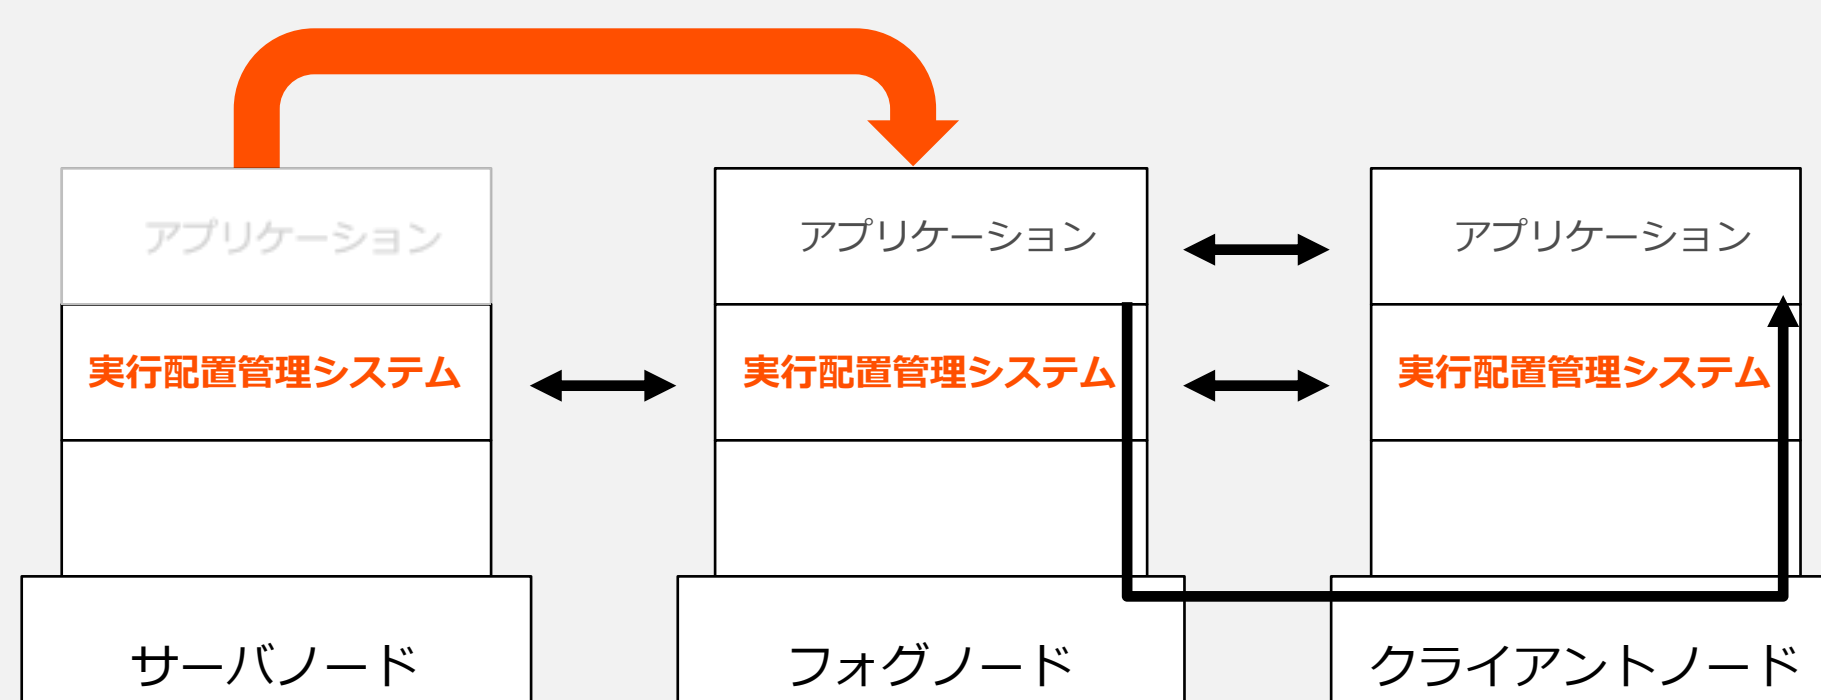 アプリケーション
アプリケーション
アプリケーション
実行配置管理システム
実行配置管理システム
実行配置管理システム
サーバノード
フォグノード
クライアントノード